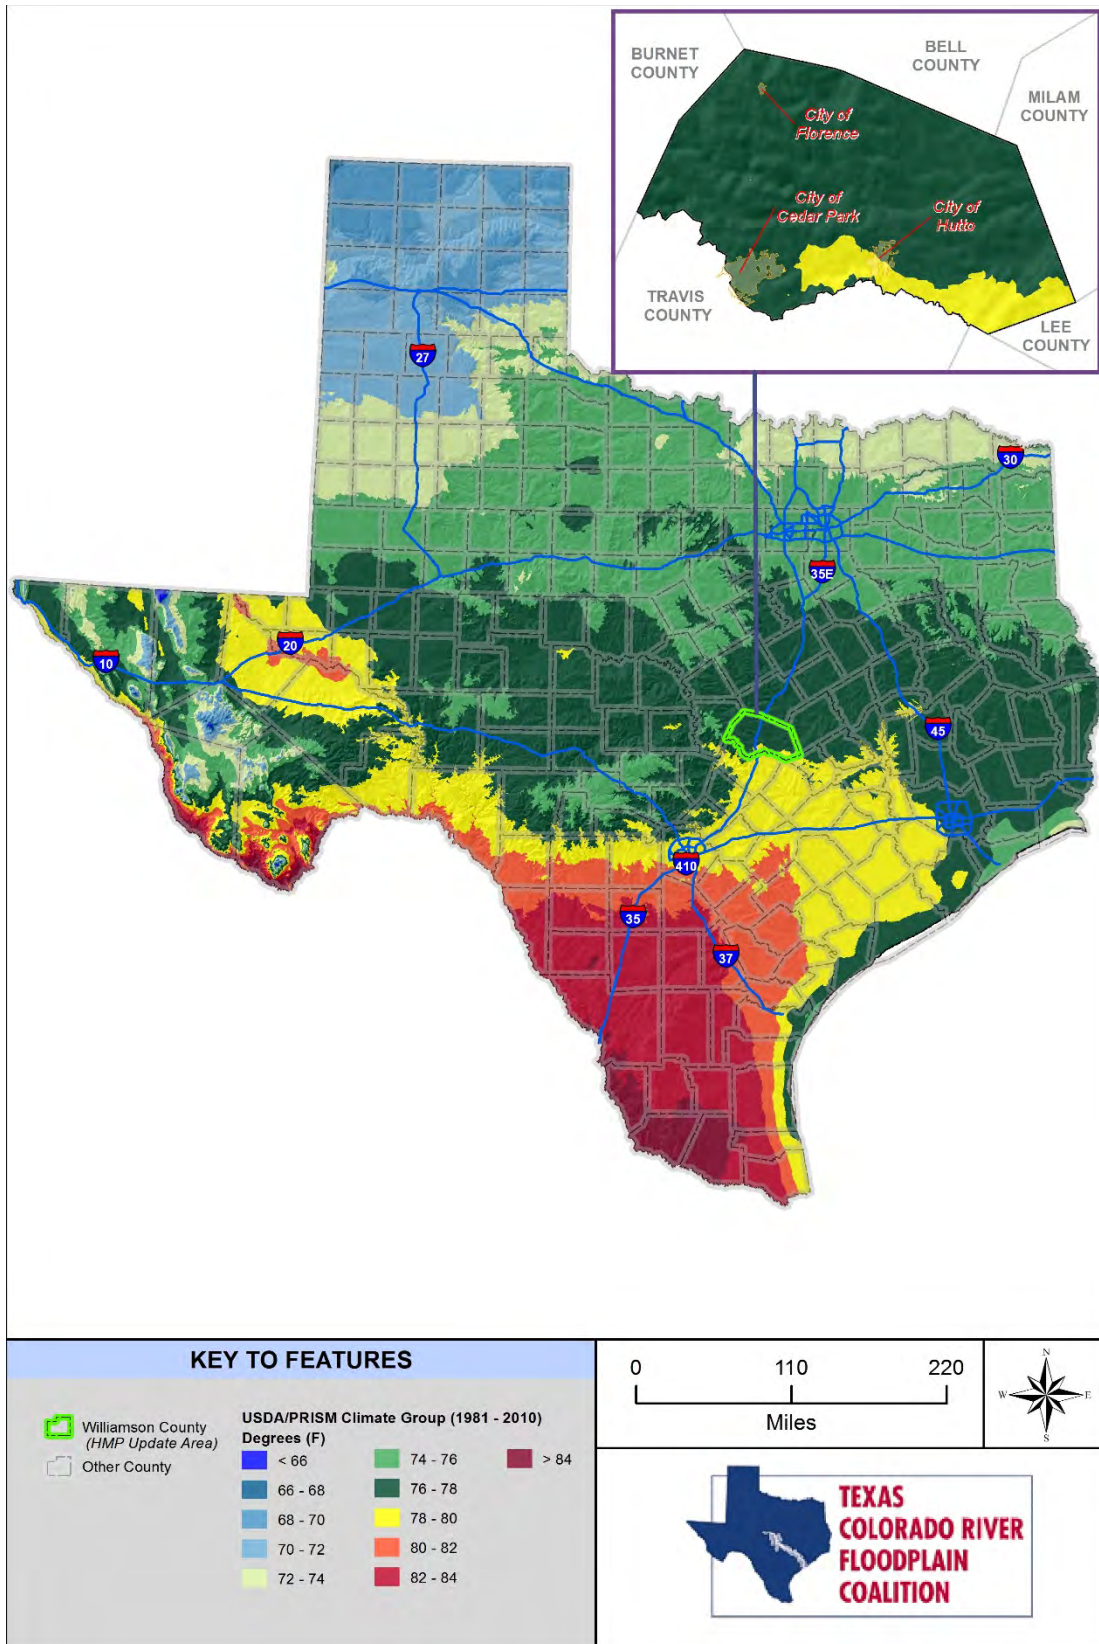 BURNET
COUNTY
BELL
COUNTY
MILAM
COUNTY
City of
Florence
City of
Cedar Park
City of
Hutto
TRAVIS
COUNTY
LEE
COUNTY
27
30
35E
20
10
45
410
35
37
KEY TO FEATURES
Williamson County
(HMP Update Area)
Other County
USDA/PRISM Climate Group (1981 - 2010)
Degrees (F)
< 66
66 - 68
68 - 70
70 - 72
72 - 74
74 - 76
76 - 78
78 - 80
80 - 82
82 - 84
> 84
0 110 220
Miles
N
W E
S
TEXAS
COLORADO RIVER
FLOODPLAIN
COALITION